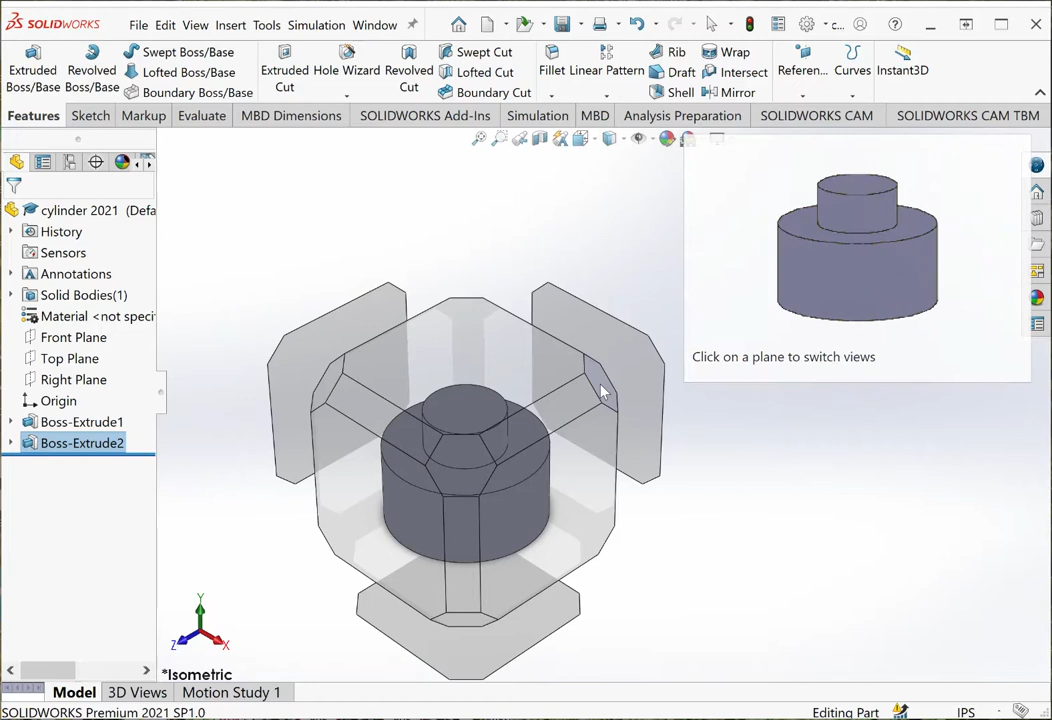 SOLIDWORKS File Edit View Insert Tools Simulation Window c...
Extruded Boss/Base
Revolved Boss/Base
Swept Boss/Base
Lofted Boss/Base
Boundary Boss/Base
Extruded Cut
Hole Wizard
Revolved Cut
Swept Cut
Lofted Cut
Boundary Cut
Fillet
Linear Pattern
Rib
Draft
Shell
Wrap
Intersect
Mirror
Referen...
Curves
Instant3D
Features Sketch Markup Evaluate MBD Dimensions SOLIDWORKS Add-Ins Simulation MBD Analysis Preparation SOLIDWORKS CAM SOLIDWORKS CAM TBM
cylinder 2021 (Defa
History
Sensors
Annotations
Solid Bodies(1)
Material <not speci
Front Plane
Top Plane
Right Plane
Origin
Boss-Extrude1
Boss-Extrude2
Click on a plane to switch views
Y
Z
X
*Isometric
Model 3D Views Motion Study 1
SOLIDWORKS Premium 2021 SP1.0 Editing Part IPS